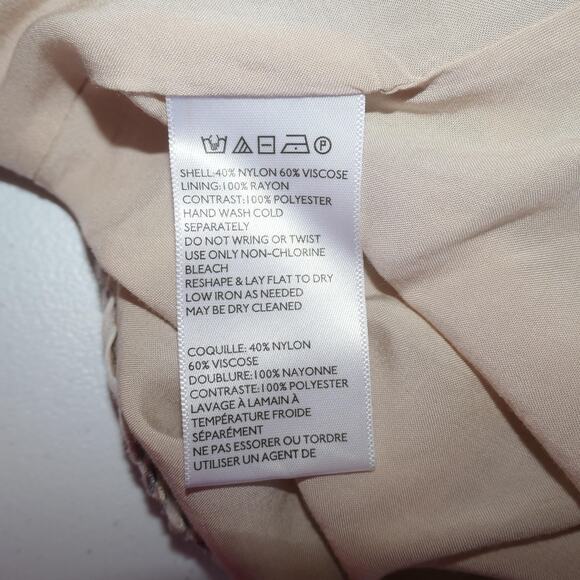 SHELL:40% NYLON 60% VISCOSE
LINING:100% RAYON
CONTRAST:100% POLYESTER
HAND WASH COLD
SEPARATELY
DO NOT WRING OR TWIST
USE ONLY NON-CHLORINE
BLEACH
RESHAPE & LAY FLAT TO DRY
LOW IRON AS NEEDED
MAY BE DRY CLEANED
COQUILLE: 40% NYLON
60% VISCOSE
DOUBLURE:100% NAYONNE
CONTRASTE:100% POLYESTER
LAVAGE À LAMAIN À
TEMPÉRATURE FROIDE
SÉPARÉMENT
NE PAS ESSORER OU TORDRE
UTILISER UN AGENT DE